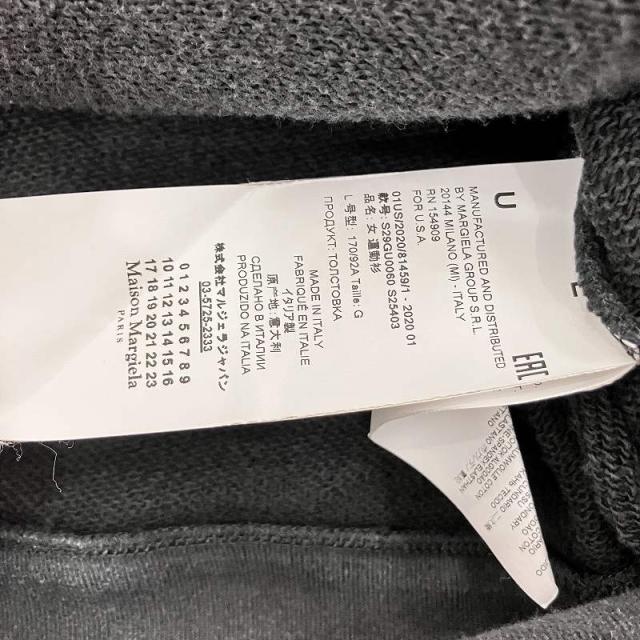 U
MANUFACTURED AND DISTRIBUTED
BY MARGIELA GROUP S.R.L.
20144 MILANO (MI) - ITALY
RN 154909
FOR U.S.A.
EAC
01US/2020/81459/1 - 2020 01
款号: S29GU0060 S25403
品名: 女 運動衫
L 号型: 170/92A Taille: G
ПРОДУКТ: ТОЛСТОВКА
MADE IN ITALY
FABRIQUÉ EN ITALIE
イタリア製
原产地: 意大利
СДЕЛАНО В ИТАЛИИ
PRODUZIDO NA ITALIA
株式会社 マルジェラジャパン
03-5725-2333
0 1 2 3 4 5 6 7 8 9
10 11 12 13 14 15 16
17 18 19 20 21 22 23
Maison Margiela
PARIS